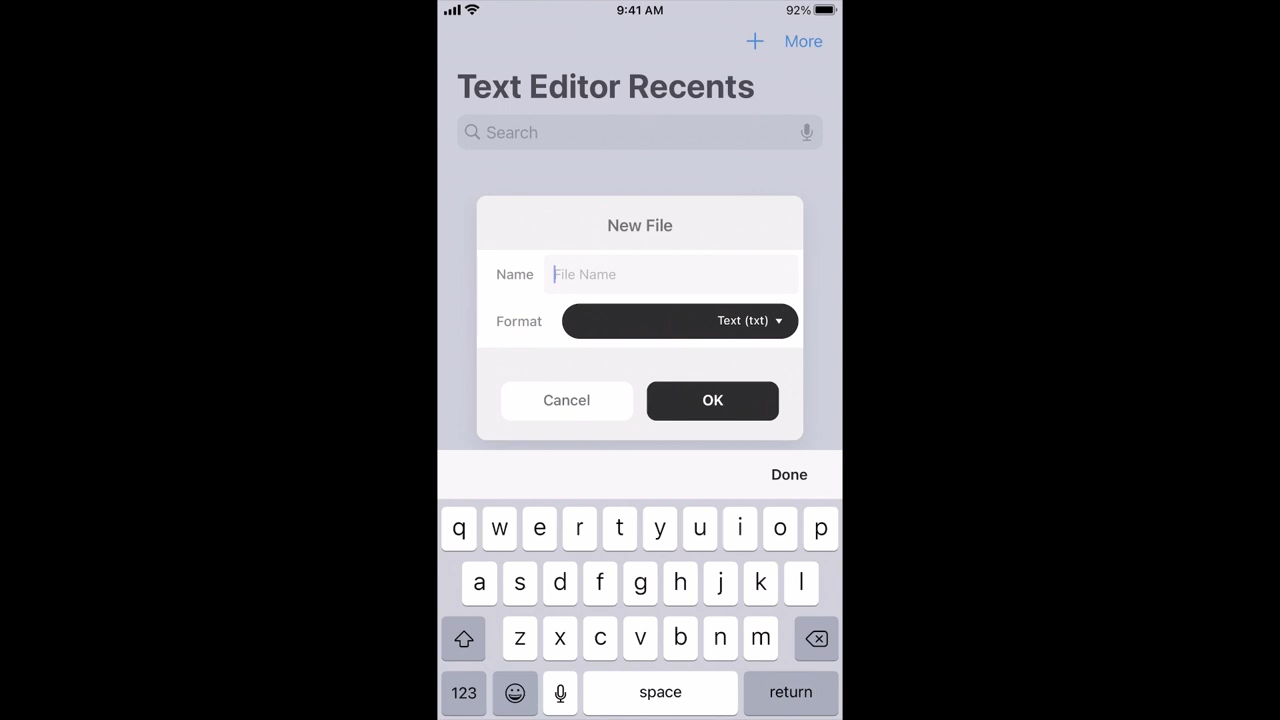 9:41 AM
92%
More
Text Editor Recents
Search
New File
Name File Name
Format Text (txt)
Cancel OK
Done
q w e r t y u i o p
a s d f g h j k l
z x c v b n m
123 space return